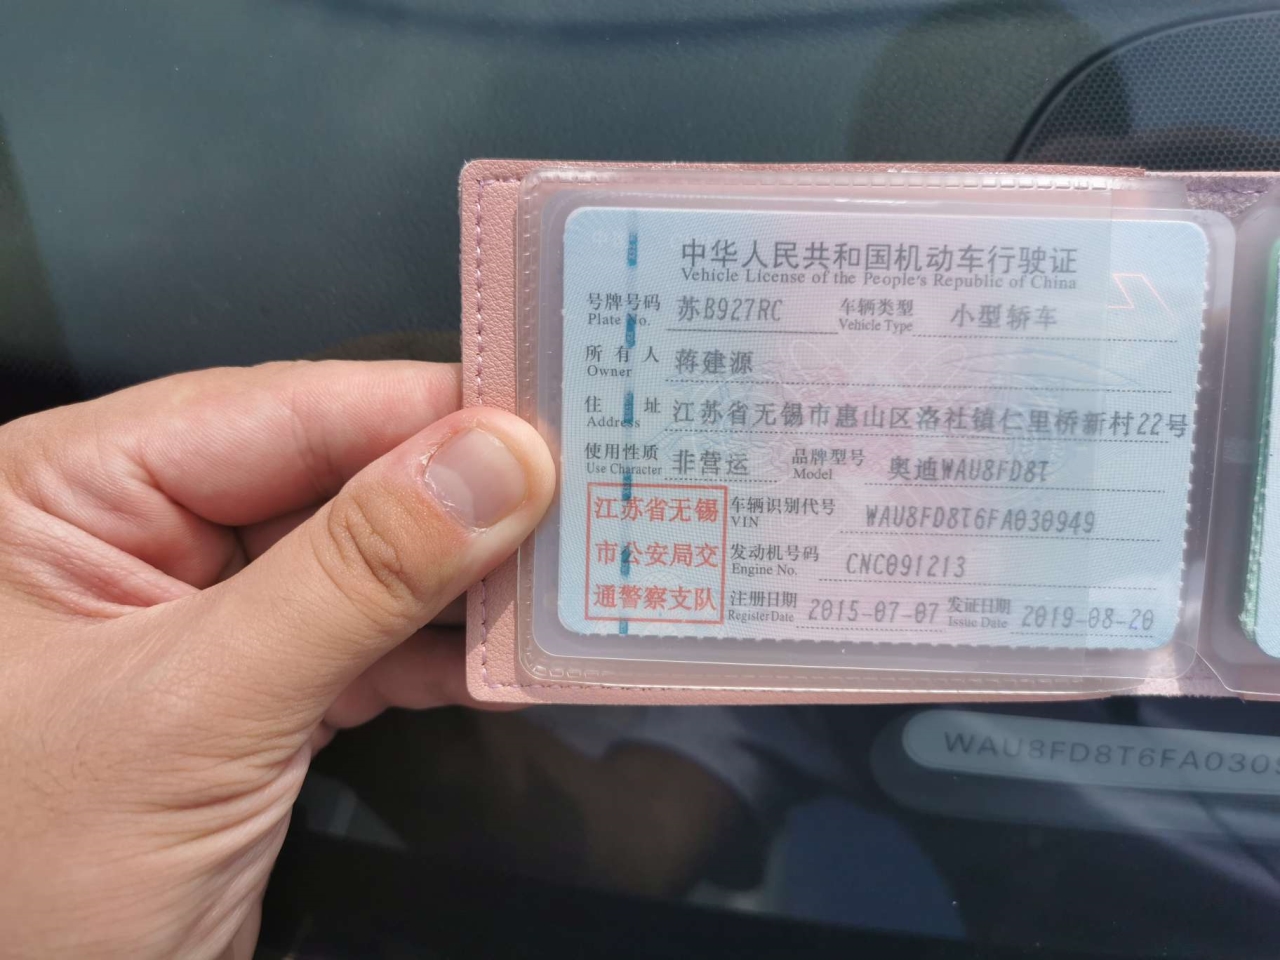 中华人民共和国机动车行驶证
Vehicle License of the People's Republic of China
号牌号码 苏B927RC 车辆类型 小型轿车
Plate No. Vehicle Type
所有人 蒋建源
Owner
住址 江苏省无锡市惠山区洛社镇仁里桥新村22号
Address
使用性质 非营运 品牌型号 奥迪WAU8FD8T
Use Character Model
江苏省无锡 车辆识别代号 WAU8FD8T6FA030949
VIN
市公安局交 发动机号码 CNC091213
Engine No.
通警察支队 注册日期 2015-07-07 发证日期 2019-08-20
Register Date Issue Date
WAU8FD8T6FA030